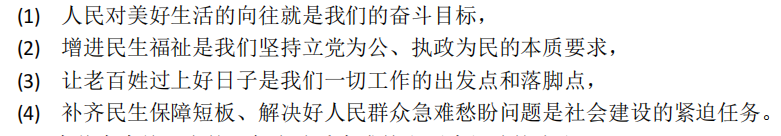 (1) 人民对美好生活的向往就是我们的奋斗目标，
(2) 增进民生福祉是我们坚持立党为公、执政为民的本质要求，
(3) 让老百姓过上好日子是我们一切工作的出发点和落脚点，
(4) 补齐民生保障短板、解决好人民群众急难愁盼问题是社会建设的紧迫任务。